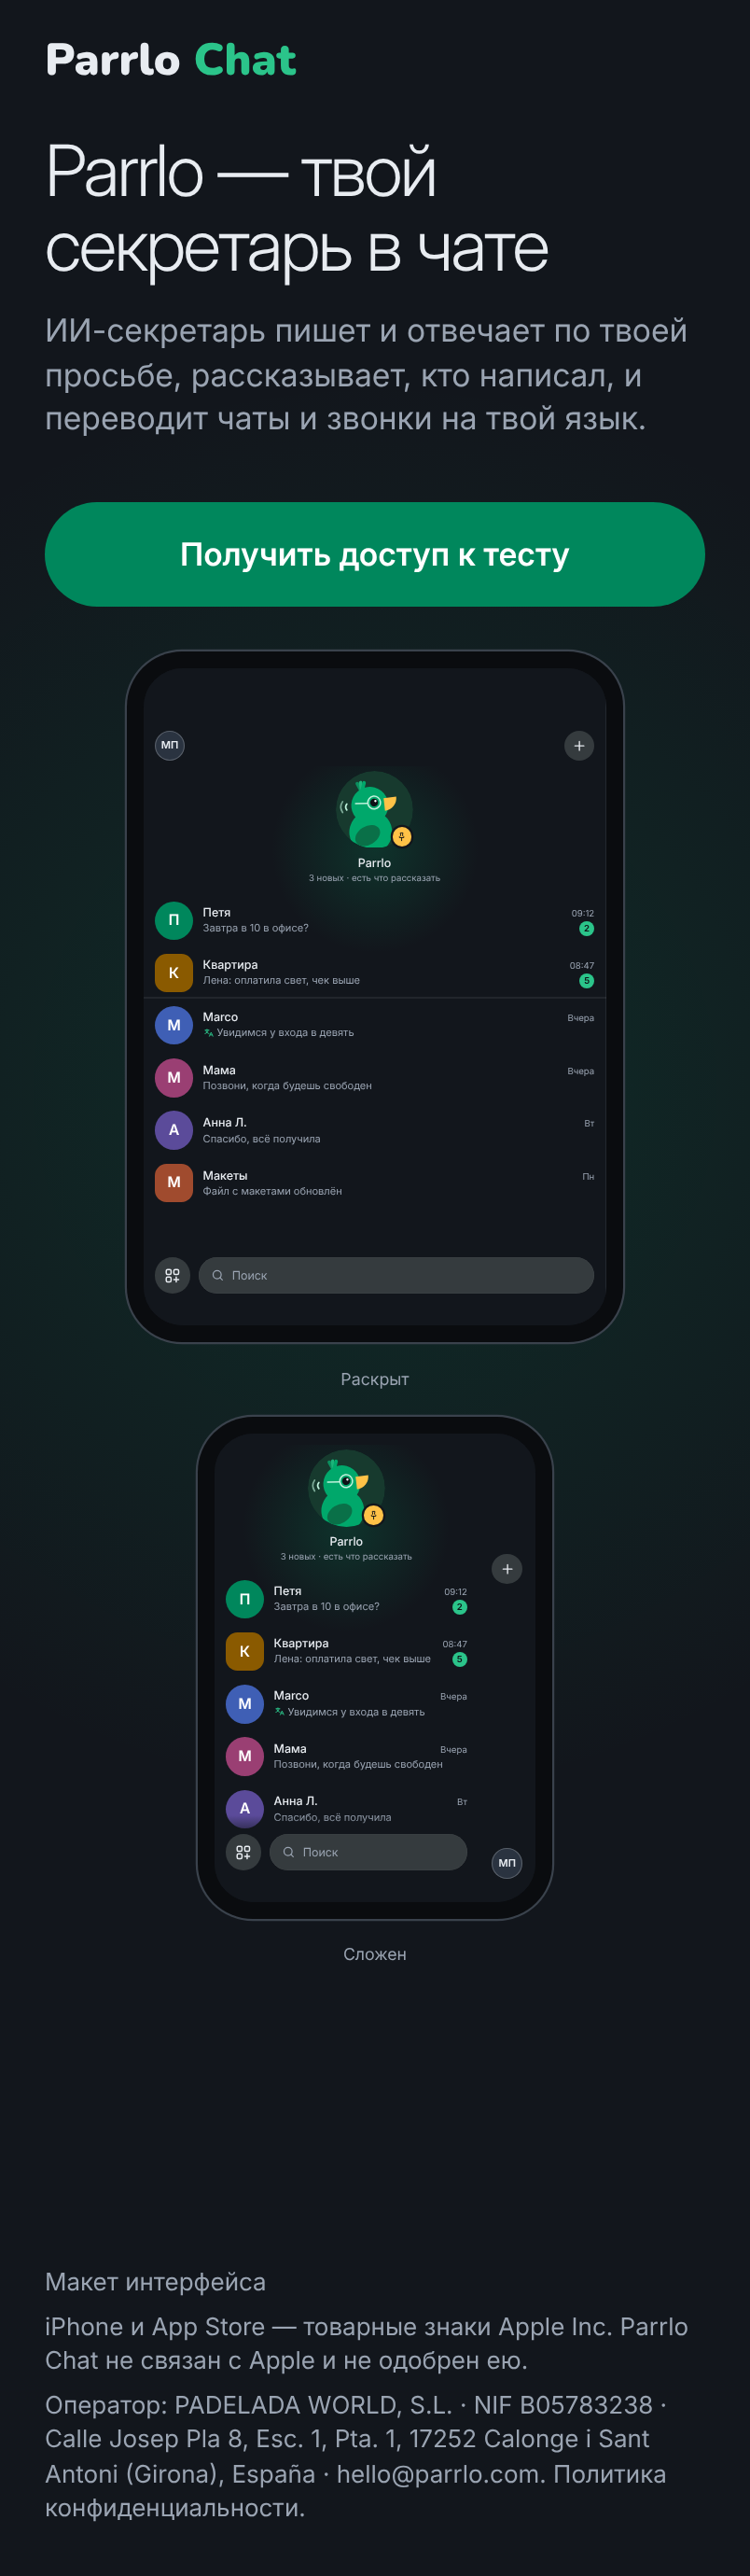 Parrlo Chat
Parrlo — твой
секретарь в чате
ИИ-секретарь пишет и отвечает по твоей
просьбе, рассказывает, кто написал, и
переводит чаты и звонки на твой язык.
Получить доступ к тесту
МП
Parrlo
3 новых · есть что рассказать
П
Петя
09:12
Завтра в 10 в офисе?
2
К
Квартира
08:47
Лена: оплатила свет, чек выше
5
M
Marco
Вчера
Увидимся у входа в девять
М
Мама
Вчера
Позвони, когда будешь свободен
А
Анна Л.
Вт
Спасибо, всё получила
М
Макеты
Пн
Файл с макетами обновлён
Поиск
Раскрыт
Parrlo
3 новых · есть что рассказать
П
Петя
09:12
Завтра в 10 в офисе?
2
К
Квартира
08:47
Лена: оплатила свет, чек выше
5
M
Marco
Вчера
Увидимся у входа в девять
М
Мама
Вчера
Позвони, когда будешь свободен
А
Анна Л.
Вт
Спасибо, всё получила
Поиск
МП
Сложен
Макет интерфейса
iPhone и App Store — товарные знаки Apple Inc. Parrlo
Chat не связан с Apple и не одобрен ею.
Оператор: PADELADA WORLD, S.L. · NIF B05783238 ·
Calle Josep Pla 8, Esc. 1, Pta. 1, 17252 Calonge i Sant
Antoni (Girona), España · hello@parrlo.com. Политика
конфиденциальности.